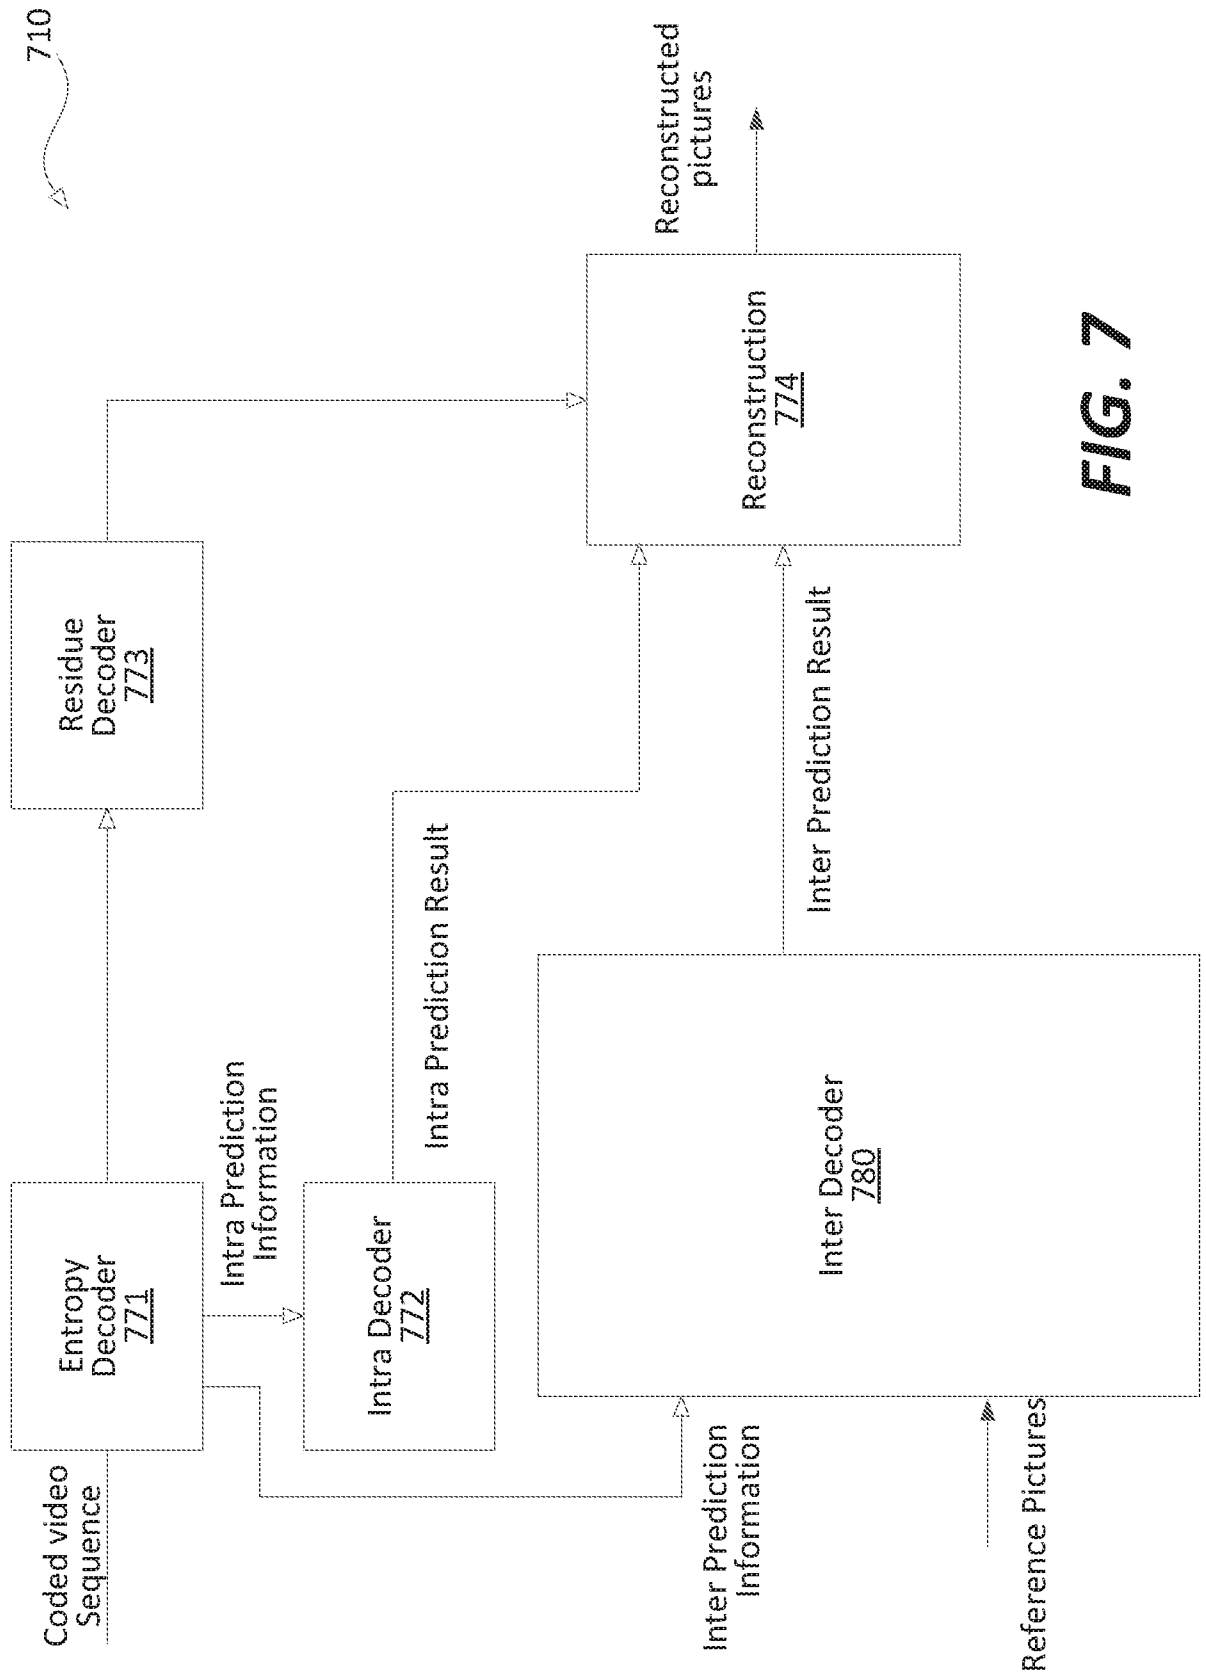 710
Coded video
Sequence
Entropy
Decoder
771
Residue
Decoder
773
Intra Prediction
Information
Intra Decoder
772
Intra Prediction Result
Inter Prediction
Information
Reference Pictures
Inter Decoder
780
Inter Prediction Result
Reconstruction
774
Reconstructed
pictures
FIG. 7